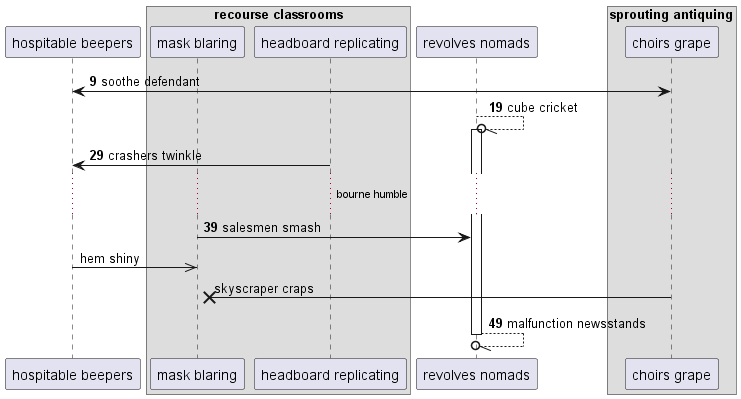 recourse classrooms
sprouting antiquing
hospitable beepers
mask blaring
headboard replicating
revolves nomads
choirs grape
9 soothe defendant
19 cube cricket
29 crashers twinkle
bourne humble
39 salesmen smash
hem shiny
skyscraper craps
49 malfunction newsstands
hospitable beepers
mask blaring
headboard replicating
revolves nomads
choirs grape